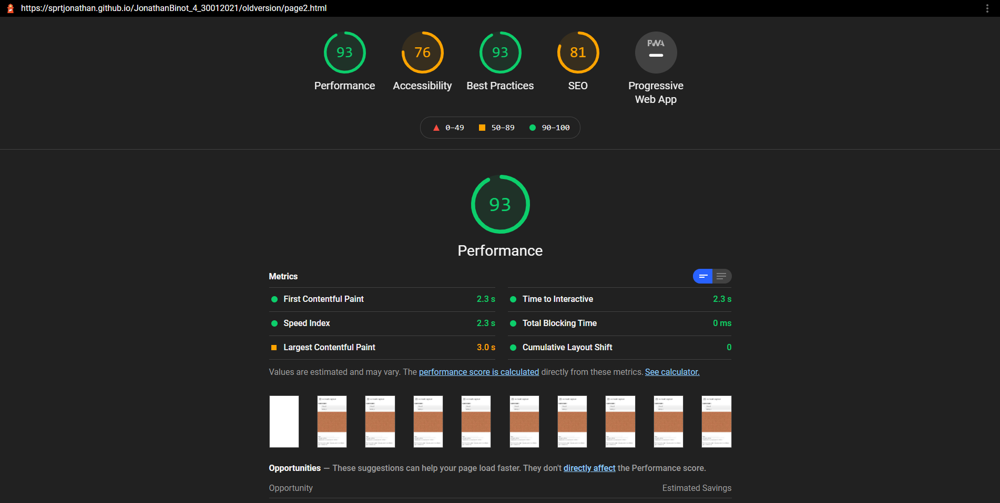 https://sprtjonathan.github.io/JonathanBinot_4_30012021/oldversion/page2.html
93 76 93 81 PWA
Performance Accessibility Best Practices SEO Progressive Web App
0–49 50–89 90–100
93
Performance
Metrics
First Contentful Paint 2.3 s Time to Interactive 2.3 s
Speed Index 2.3 s Total Blocking Time 0 ms
Largest Contentful Paint 3.0 s Cumulative Layout Shift 0
Values are estimated and may vary. The performance score is calculated directly from these metrics. See calculator.
Opportunities — These suggestions can help your page load faster. They don't directly affect the Performance score.
Opportunity Estimated Savings